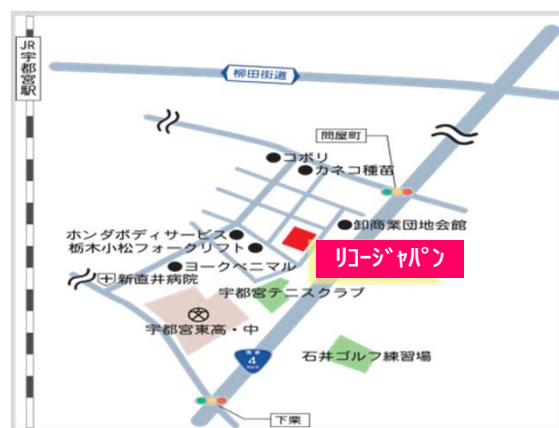 JR宇都宮駅
柳田街道
問屋町
コボリ
カネコ種苗
卸商業団地会館
ホンダボディサービス
栃木小松フォークリフト
リコージャパン
ヨークベニマル
新直井病院
宇都宮テニスクラブ
宇都宮東高・中
石井ゴルフ練習場
国道
4
下栗